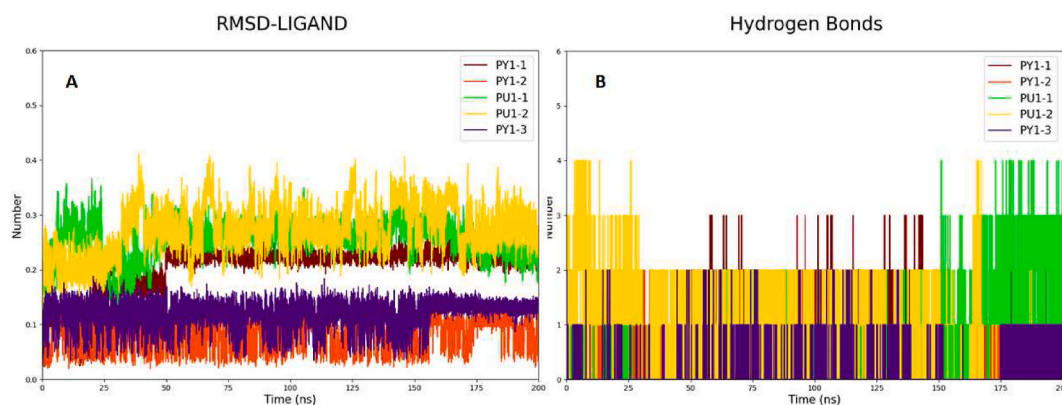 RMSD-LIGAND
A
PY1-1
PY1-2
PU1-1
PU1-2
PY1-3
Number
0.6
0.5
0.4
0.3
0.2
0.1
0.0
0
25
50
75
100
125
150
175
200
Time (ns)
Hydrogen Bonds
B
PY1-1
PY1-2
PU1-1
PU1-2
PY1-3
Number
6
5
4
3
2
1
0
0
25
50
75
100
125
150
175
Time (ns)